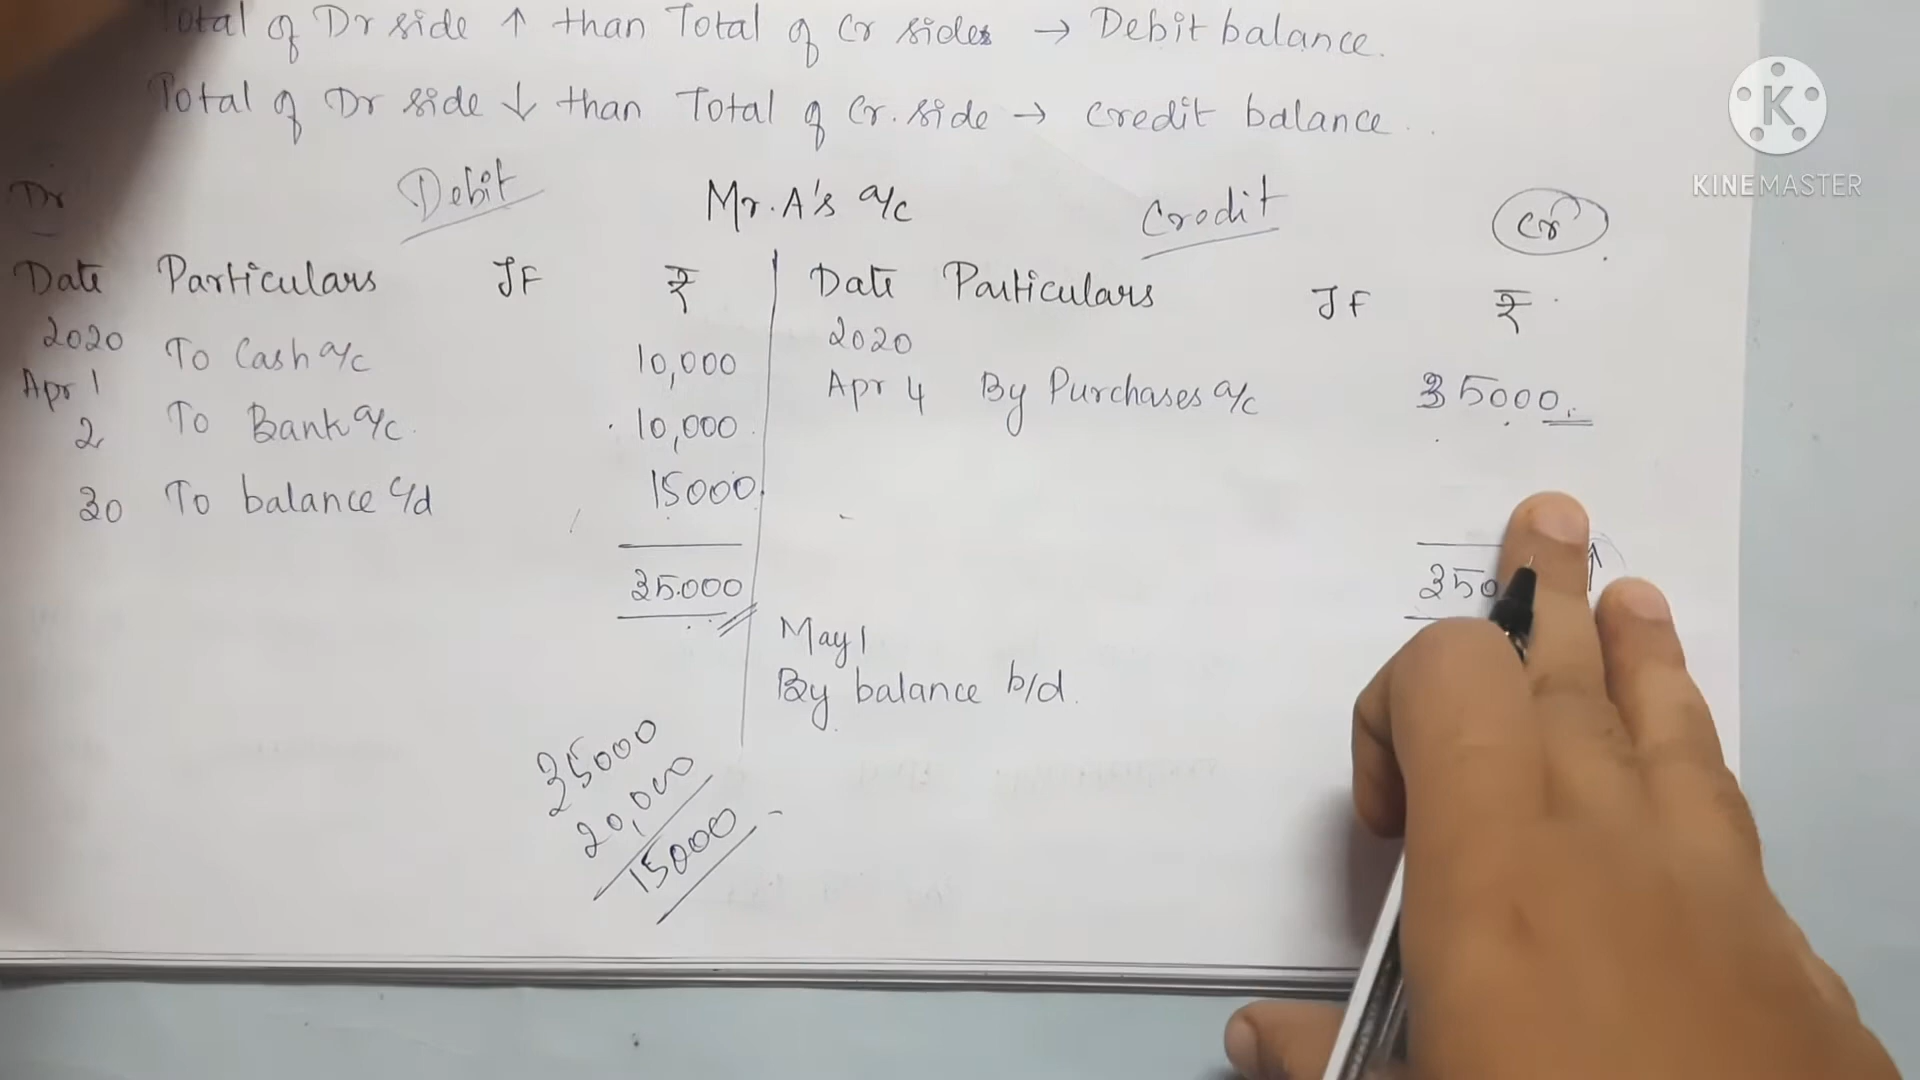 Total of Dr side ↑ than Total of Cr sides → Debit balance.
Total of Dr side ↓ than Total of Cr. side → credit balance.
Dr Debit Mr. A's a/c Credit Cr
Date Particulars JF ₹ Date Particulars JF ₹
2020 To Cash a/c 10,000 2020
Apr 1 Apr 4 By Purchases a/c 35000.
2 To Bank a/c. 10,000
30 To balance c/d 15000
35000 350
May 1
By balance b/d.
35000
20,000
15000
K
KINEMASTER